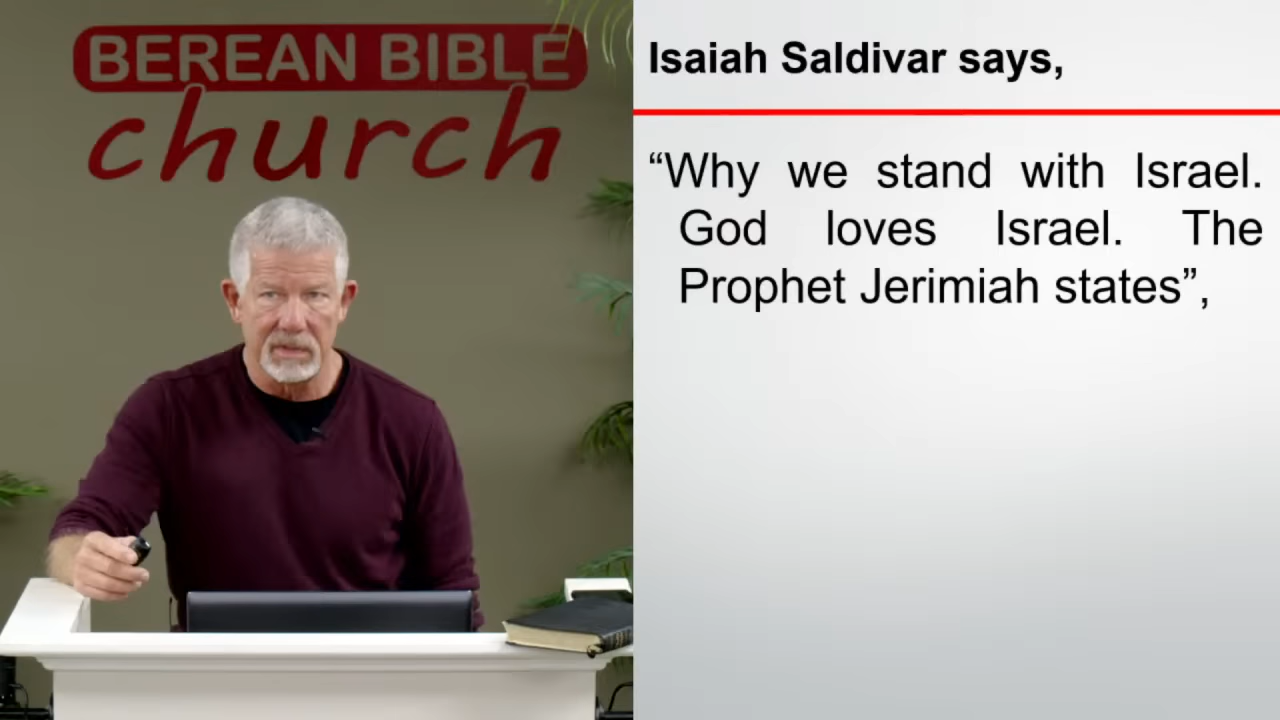 BEREAN BIBLE
church
Isaiah Saldivar says,
“Why we stand with Israel.
God loves Israel. The
Prophet Jerimiah states”,